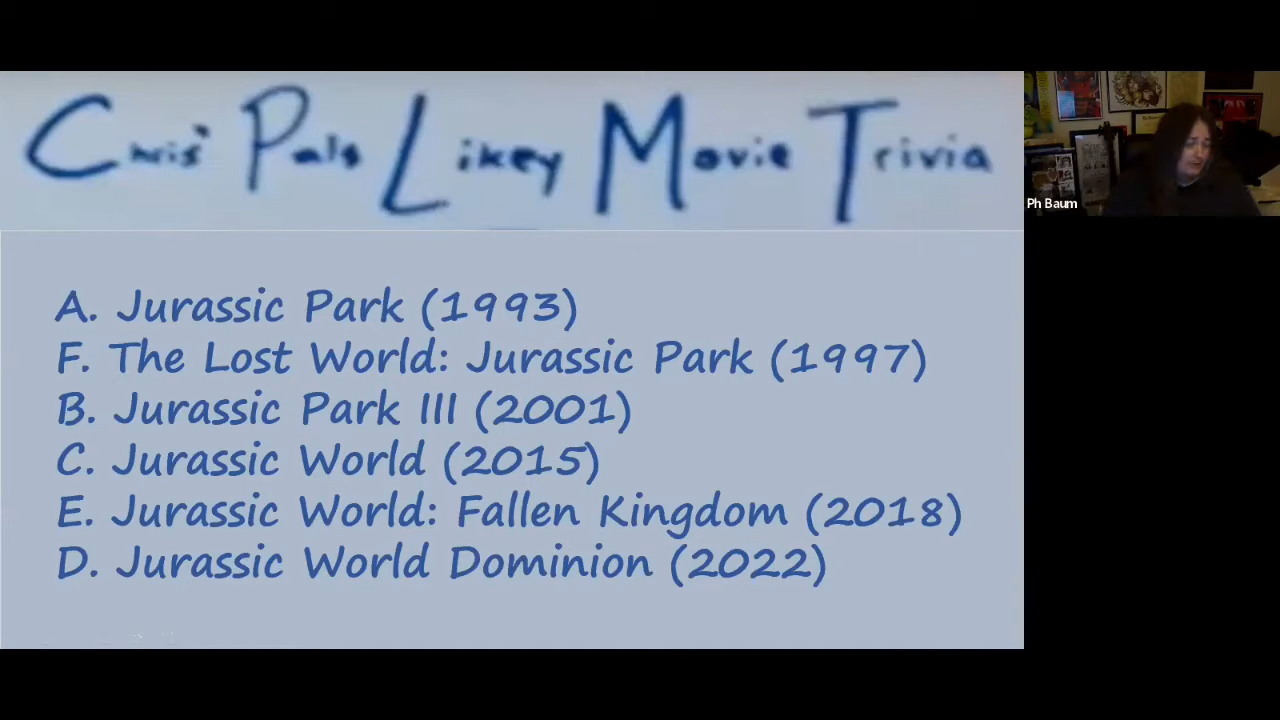 Chris' Pals Likey Movie Trivia
Ph Baum
A. Jurassic Park (1993)
F. The Lost World: Jurassic Park (1997)
B. Jurassic Park III (2001)
C. Jurassic World (2015)
E. Jurassic World: Fallen Kingdom (2018)
D. Jurassic World Dominion (2022)